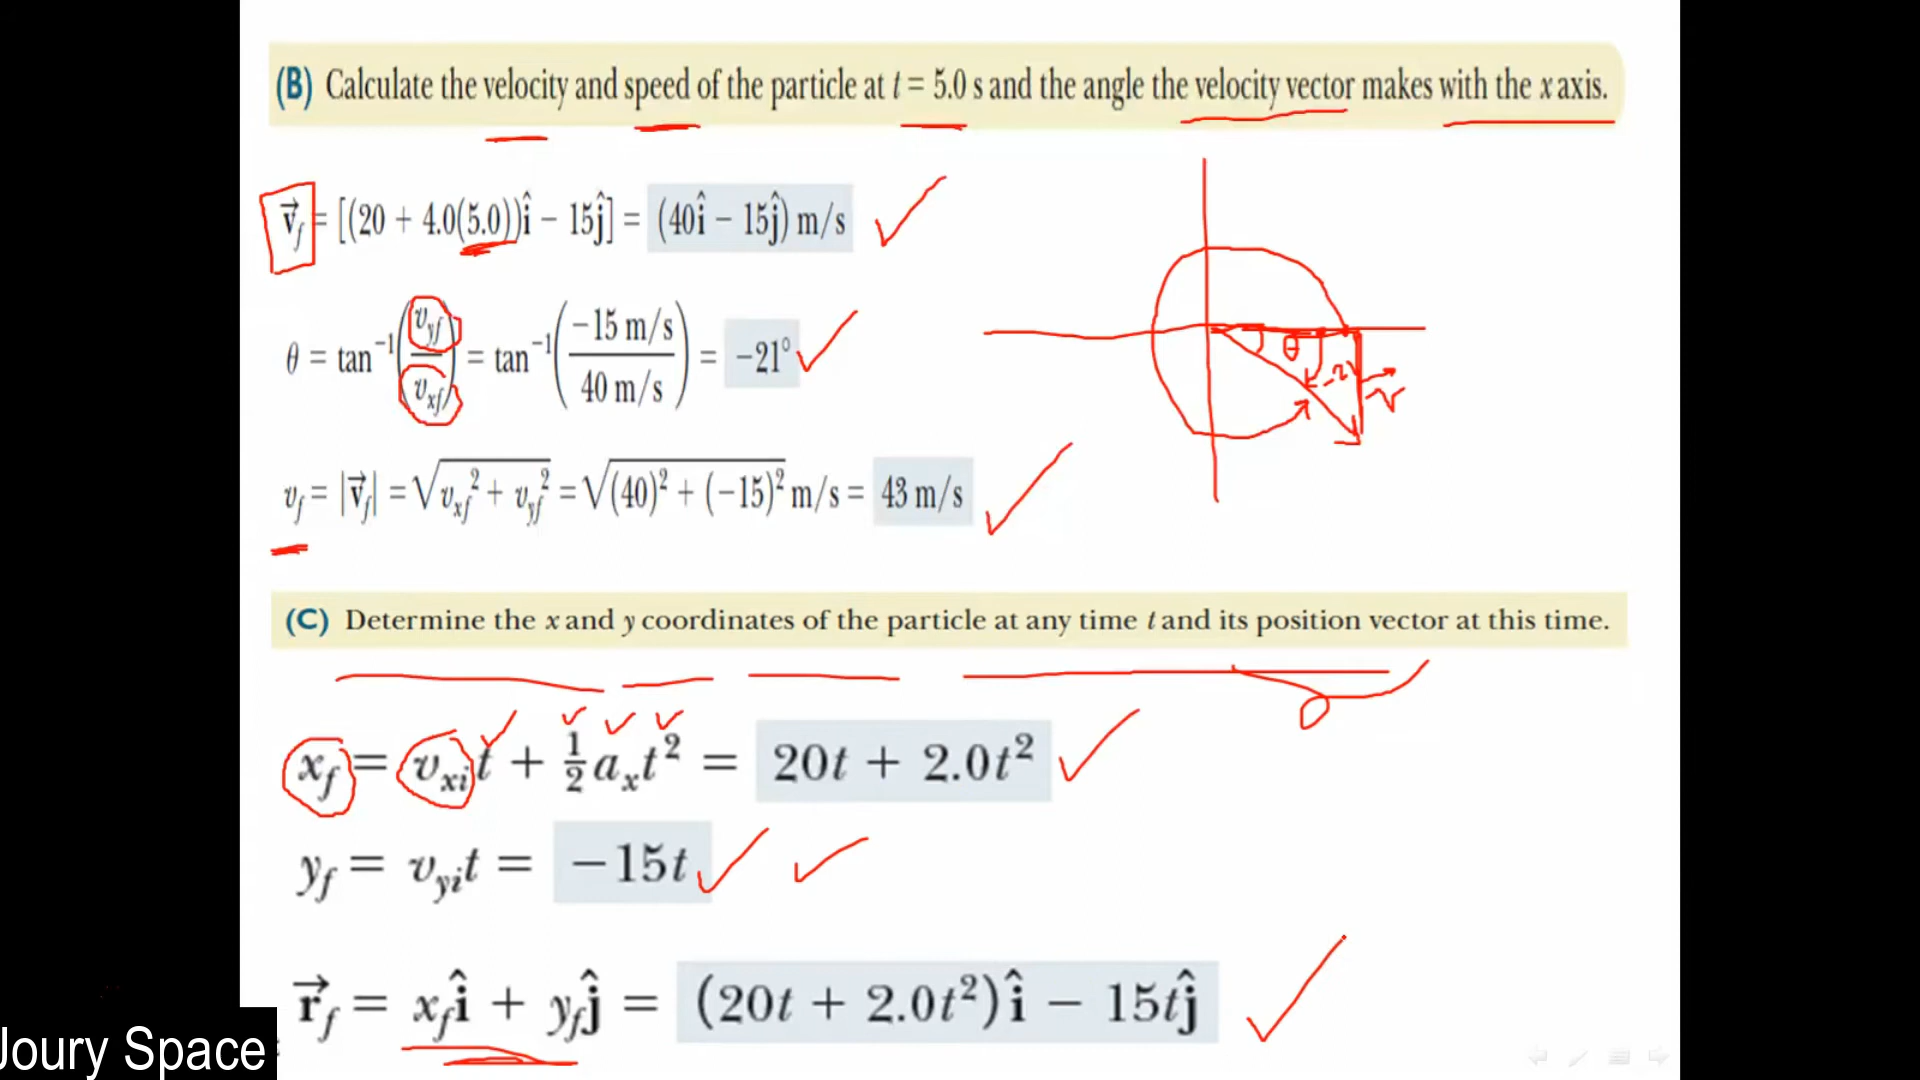 (B) Calculate the velocity and speed of the particle at t = 5.0 s and the angle the velocity vector makes with the x axis.
v⃗f = [(20 + 4.0(5.0))î − 15ĵ] = (40î − 15ĵ) m/s
θ = tan⁻¹(vyf / vxf) = tan⁻¹(−15 m/s / 40 m/s) = −21°
θ
-21
v⃗
vf = |v⃗f| = √(vxf² + vyf²) = √((40)² + (−15)²) m/s = 43 m/s
(C) Determine the x and y coordinates of the particle at any time t and its position vector at this time.
xf = vxit + ½axt² = 20t + 2.0t²
yf = vyit = −15t
r⃗f = xfî + yfĵ = (20t + 2.0t²)î − 15tĵ
Joury Space